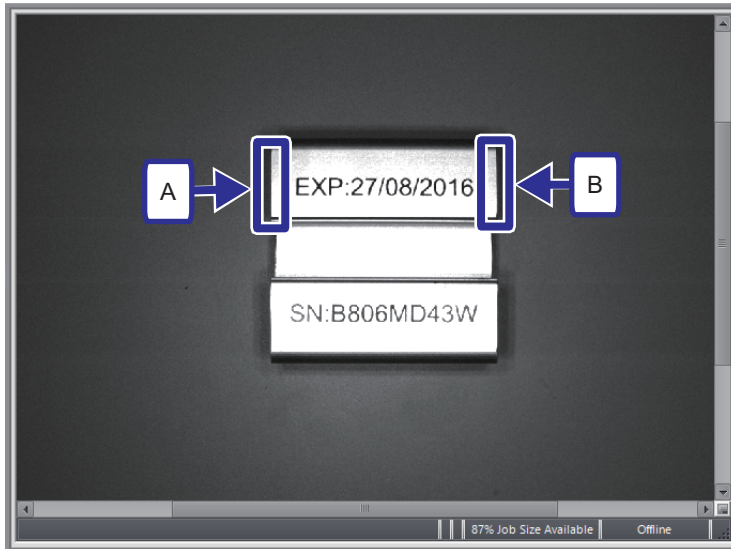 A
EXP:27/08/2016
B
SN:B806MD43W
87% Job Size Available
Offline